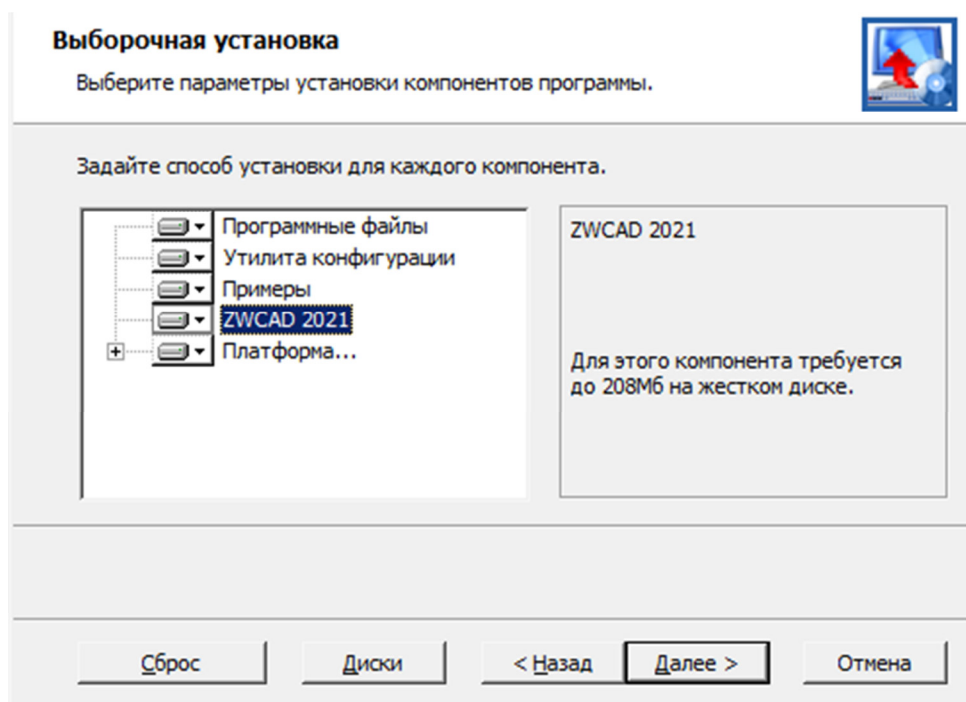 Выборочная установка
Выберите параметры установки компонентов программы.
Задайте способ установки для каждого компонента.
Программные файлы
Утилита конфигурации
Примеры
ZWCAD 2021
Платформа...
ZWCAD 2021
Для этого компонента требуется
до 208Мб на жестком диске.
Сброс
Диски
< Назад
Далее >
Отмена